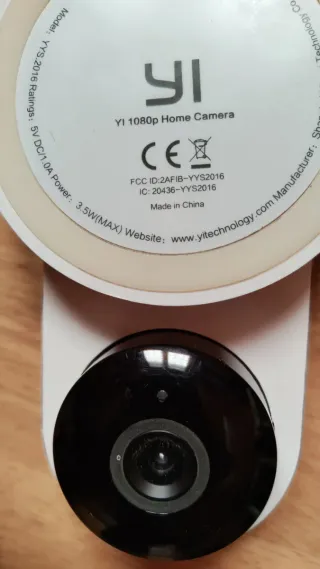 YI
YI 1080p Home Camera
CE
FCC ID:2AFIB-YYS2016
IC: 20436-YYS2016
Made in China
Model: YYS.2016 Ratings: 5V DC/1.0A Power: 3.5W(MAX) Website: www.yitechnology.com Manufacturer:
Technology